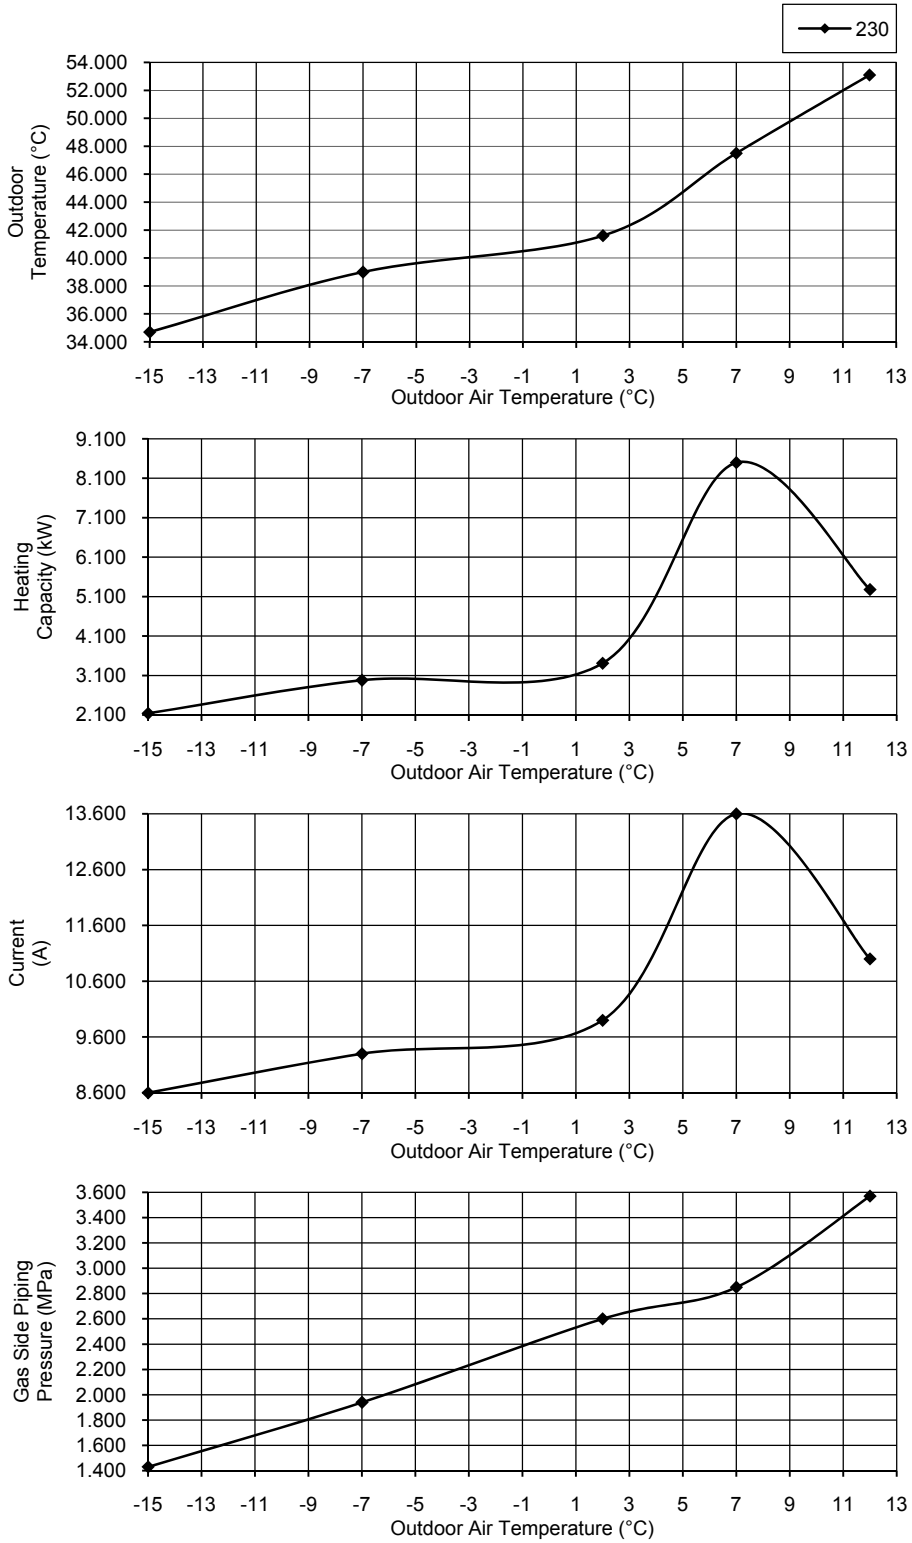 230
54.000
52.000
50.000
48.000
46.000
44.000
42.000
40.000
38.000
36.000
34.000
Outdoor
Temperature (°C)
-15 -13 -11 -9 -7 -5 -3 -1 1 3 5 7 9 11 13
Outdoor Air Temperature (°C)
9.100
8.100
7.100
6.100
5.100
4.100
3.100
2.100
Heating
Capacity (kW)
-15 -13 -11 -9 -7 -5 -3 -1 1 3 5 7 9 11 13
Outdoor Air Temperature (°C)
13.600
12.600
11.600
10.600
9.600
8.600
Current
(A)
-15 -13 -11 -9 -7 -5 -3 -1 1 3 5 7 9 11 13
Outdoor Air Temperature (°C)
3.600
3.400
3.200
3.000
2.800
2.600
2.400
2.200
2.000
1.800
1.600
1.400
Gas Side Piping
Pressure (MPa)
-15 -13 -11 -9 -7 -5 -3 -1 1 3 5 7 9 11 13
Outdoor Air Temperature (°C)